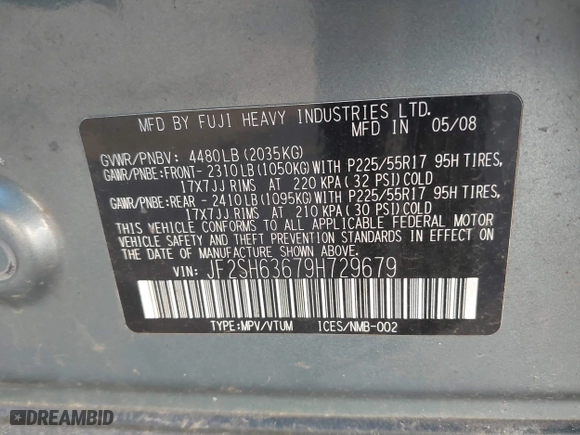 MFD BY FUJI HEAVY INDUSTRIES LTD.
MFD IN 05/08
GVWR/PNBV: 4480LB(2035KG)
GAWR/PNBE:FRONT- 2310LB(1050KG)WITH P225/55R17 95H TIRES,
17X7JJ RIMS AT 220 KPA(32 PSI)COLD
GAWR/PNBE:REAR - 2410LB(1095KG)WITH P225/55R17 95H TIRES,
17X7JJ RIMS AT 210 KPA(30 PSI)COLD
THIS VEHICLE CONFORMS TO ALL APPLICABLE FEDERAL MOTOR
VEHICLE SAFETY AND THEFT PREVENTION STANDARDS IN EFFECT ON
THE DATE OF MANUFACTURE SHOWN ABOVE.
VIN: JF2SH63679H729679
TYPE:MPV/VTUM ICES/NMB-002
DREAMBID